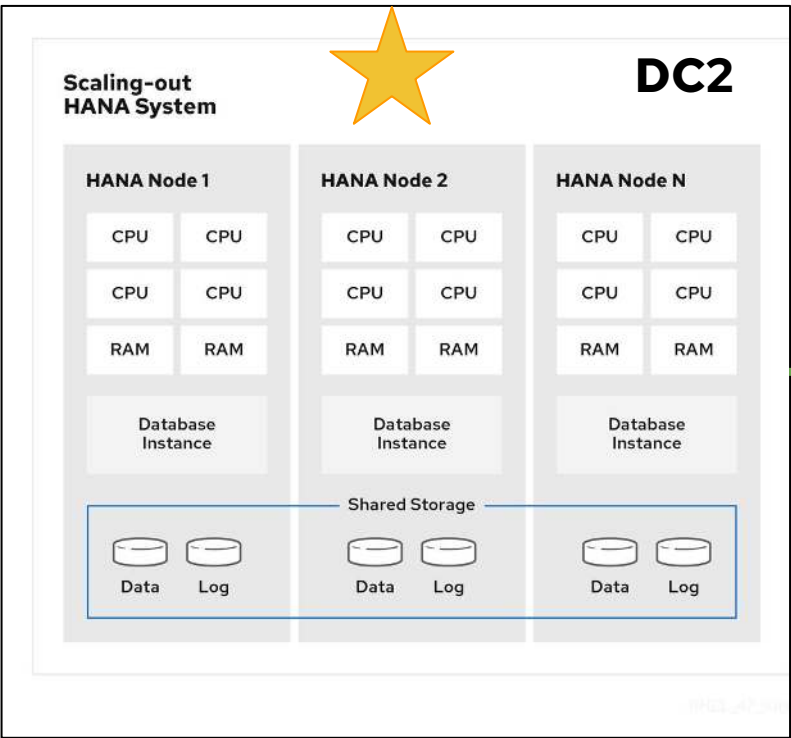 DC2
Scaling-out
HANA System
HANA Node 1
HANA Node 2
HANA Node N
CPU CPU
CPU CPU
CPU CPU
CPU CPU
CPU CPU
CPU CPU
RAM RAM
RAM RAM
RAM RAM
Database
Instance
Database
Instance
Database
Instance
Shared Storage
Data Log
Data Log
Data Log